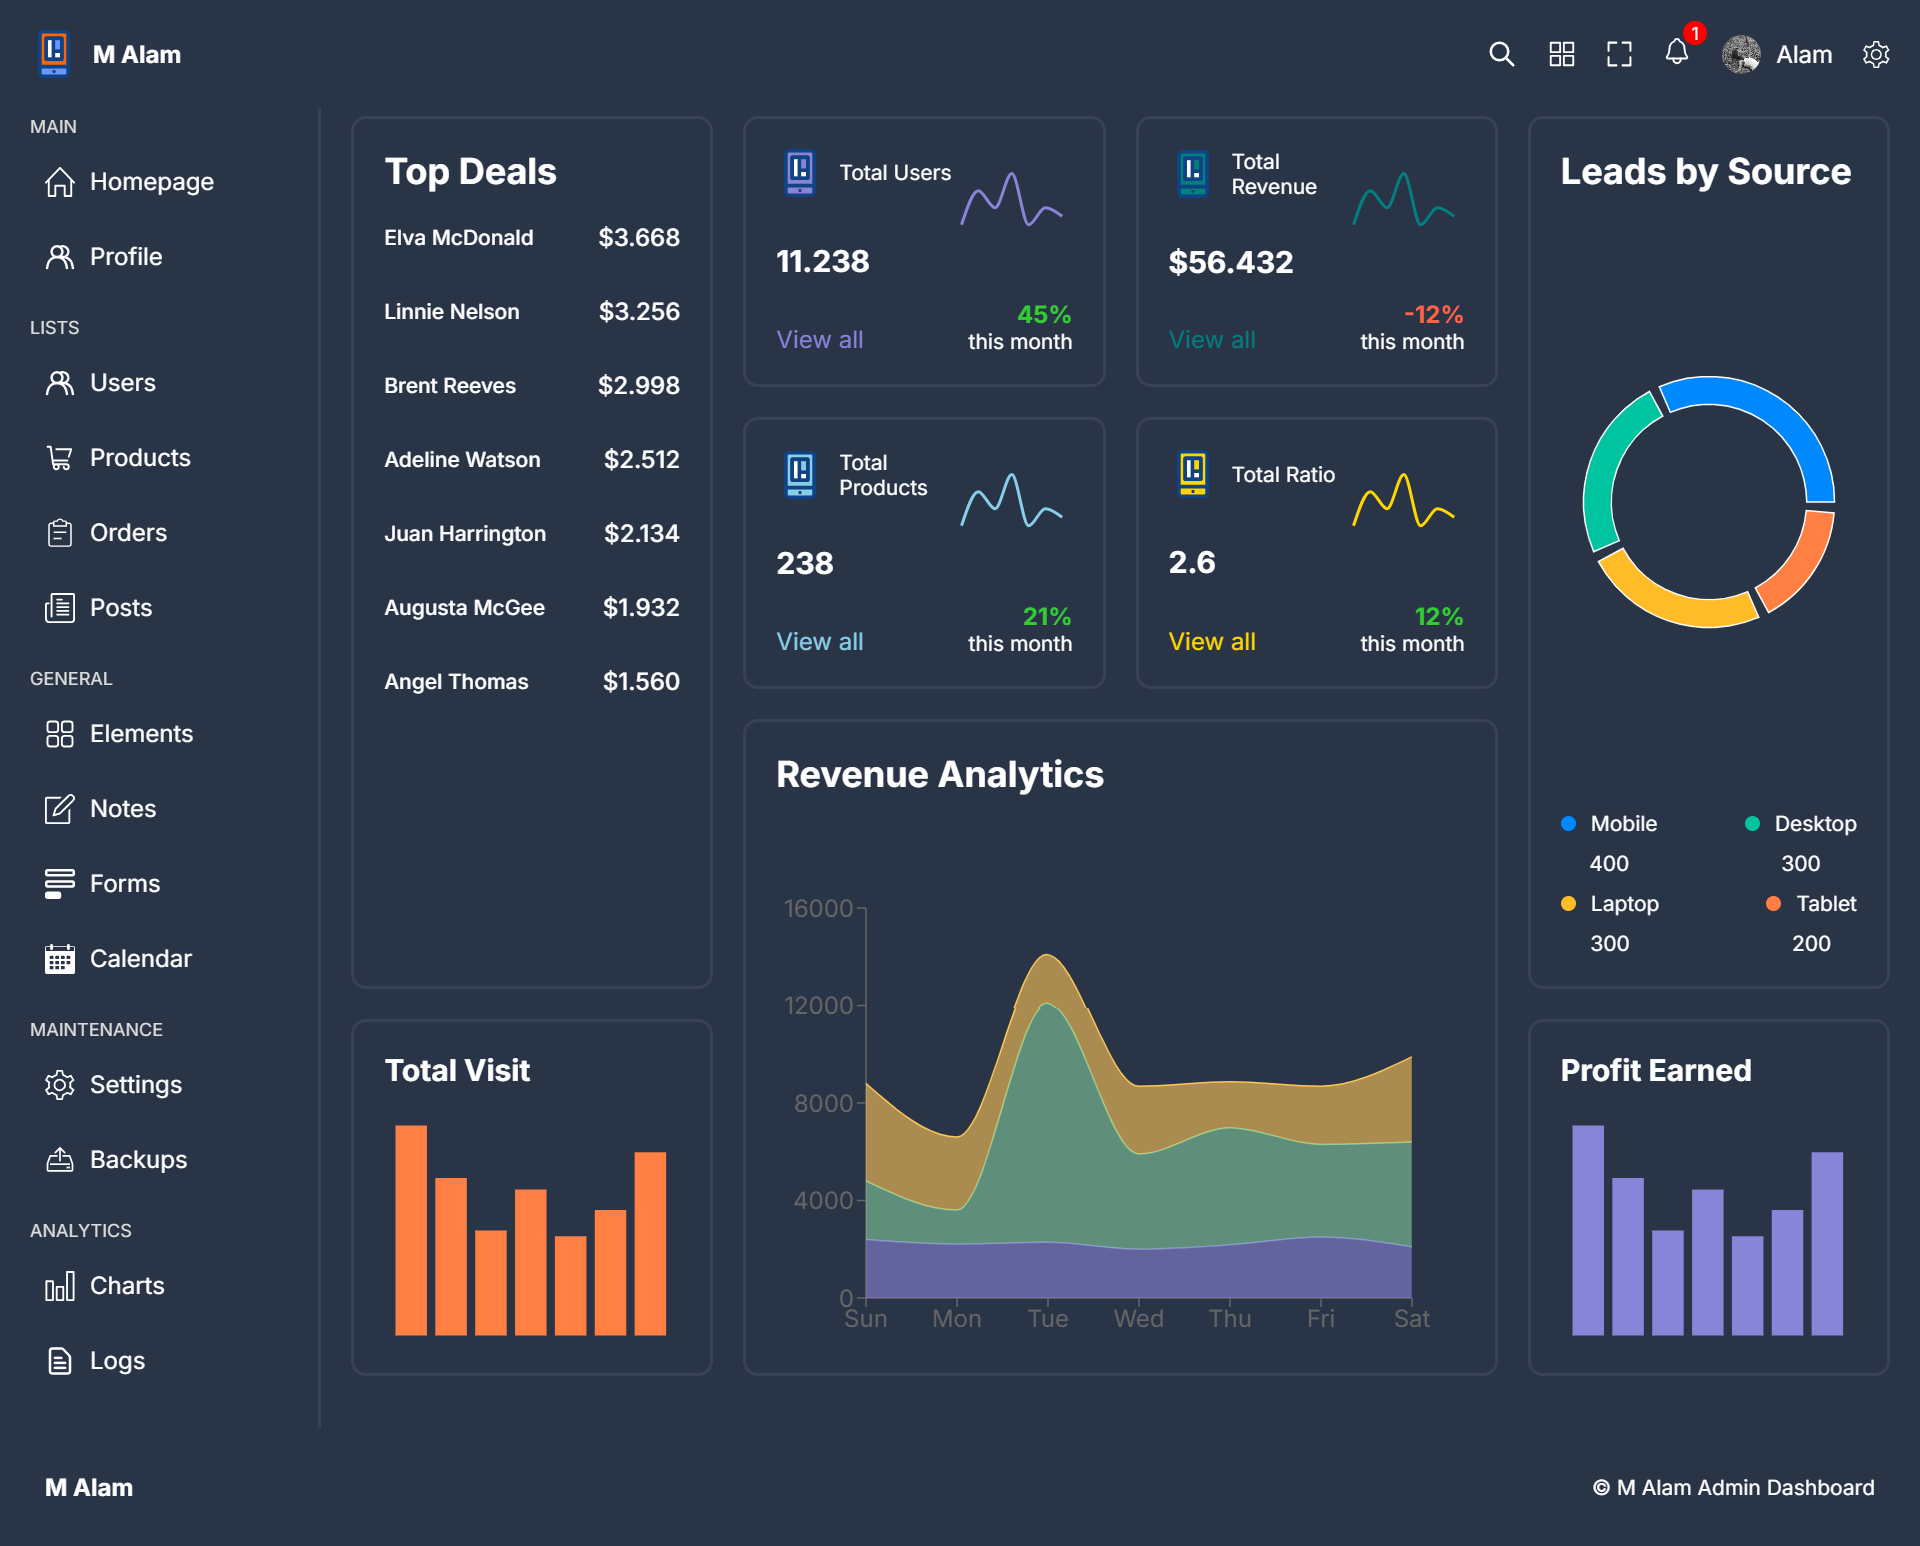 M Alam
1
Alam
MAIN
Homepage
Profile
LISTS
Users
Products
Orders
Posts
GENERAL
Elements
Notes
Forms
Calendar
MAINTENANCE
Settings
Backups
ANALYTICS
Charts
Logs
Top Deals
Elva McDonald $3.668
Linnie Nelson $3.256
Brent Reeves $2.998
Adeline Watson $2.512
Juan Harrington $2.134
Augusta McGee $1.932
Angel Thomas $1.560
Total Users
11.238
View all
45%
this month
Total
Revenue
$56.432
View all
-12%
this month
Total
Products
238
View all
21%
this month
Total Ratio
2.6
View all
12%
this month
Leads by Source
Mobile
400
Desktop
300
Laptop
300
Tablet
200
Revenue Analytics
16000
12000
8000
4000
0
Sun Mon Tue Wed Thu Fri Sat
Total Visit
Profit Earned
M Alam
© M Alam Admin Dashboard